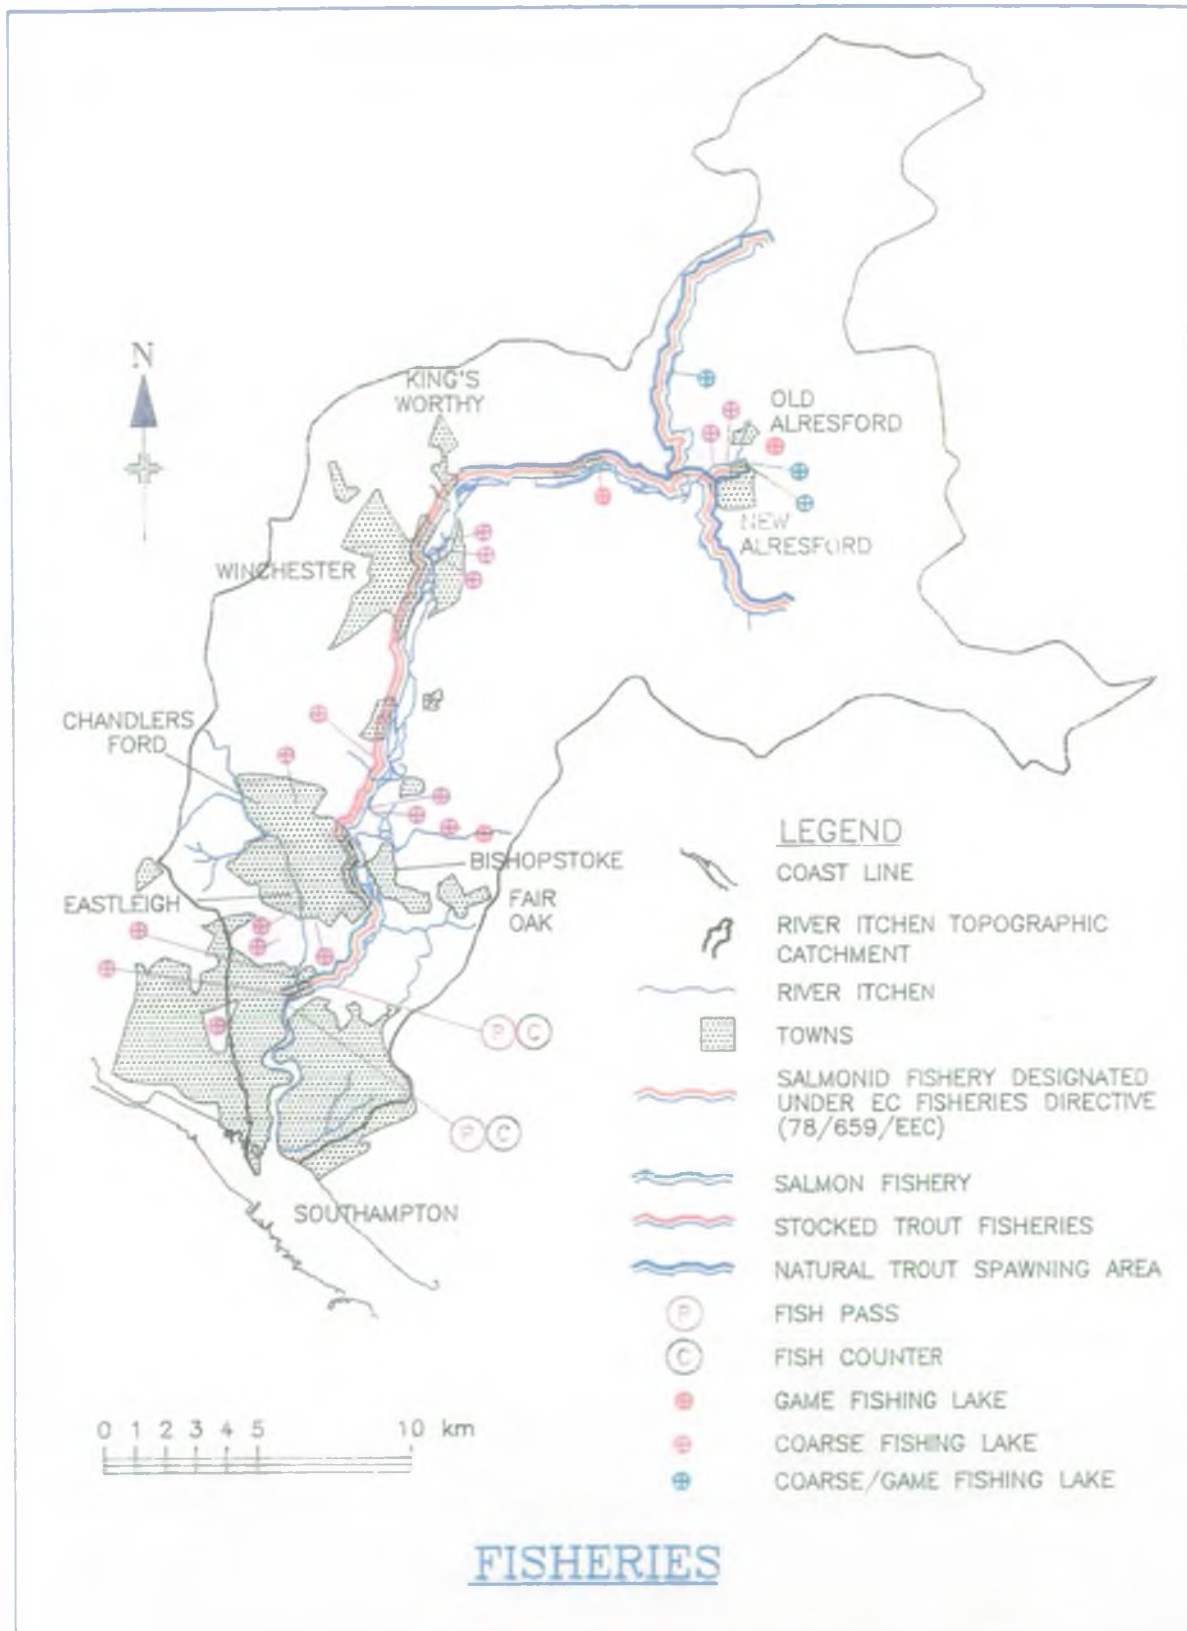 N
KING'S
WORTHY
OLD
ALRESFORD
NEW
ALRESFORD
WINCHESTER
CHANDLERS
FORD
BISHOPSTOKE
EASTLEIGH
FAIR
OAK
P C
P C
SOUTHAMPTON
LEGEND
COAST LINE
RIVER ITCHEN TOPOGRAPHIC
CATCHMENT
RIVER ITCHEN
TOWNS
SALMONID FISHERY DESIGNATED
UNDER EC FISHERIES DIRECTIVE
(78/659/EEC)
SALMON FISHERY
STOCKED TROUT FISHERIES
NATURAL TROUT SPAWNING AREA
P FISH PASS
C FISH COUNTER
GAME FISHING LAKE
COARSE FISHING LAKE
COARSE/GAME FISHING LAKE
0 1 2 3 4 5 10 km
FISHERIES